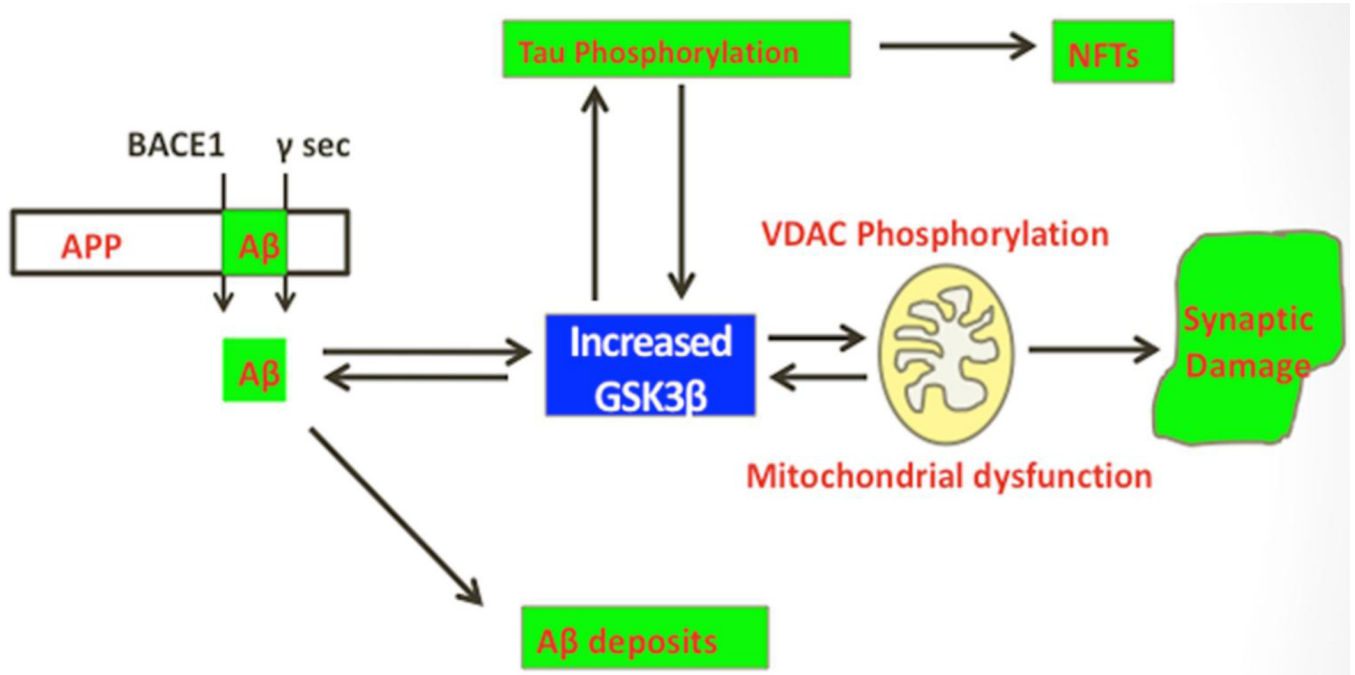 Tau Phosphorylation
NFTs
BACE1
γ sec
APP
Aβ
VDAC Phosphorylation
Aβ
Increased
GSK3β
Synaptic
Damage
Mitochondrial dysfunction
Aβ deposits